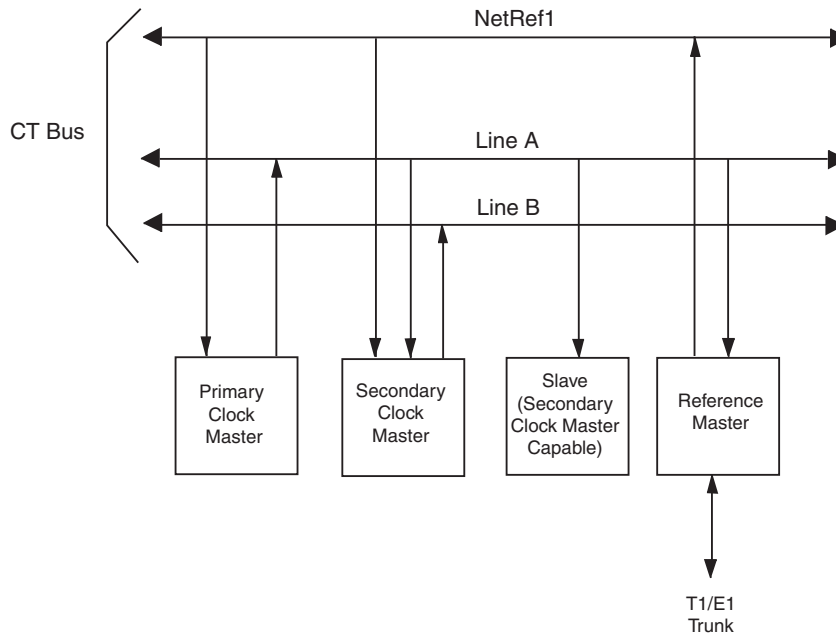 NetRef1
CT Bus
Line A
Line B
Primary
Clock
Master
Secondary
Clock
Master
Slave
(Secondary
Clock Master
Capable)
Reference
Master
T1/E1
Trunk